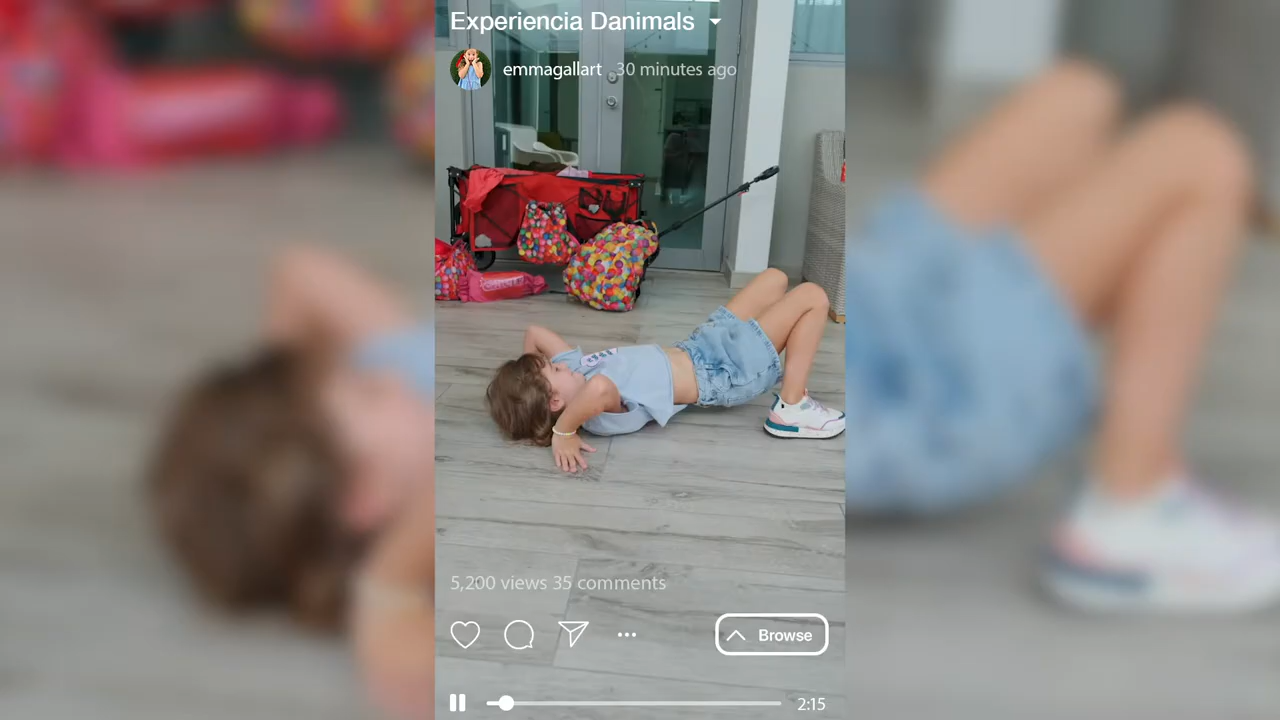 Experiencia Danimals
emmagallart 30 minutes ago
5,200 views 35 comments
Browse
2:15